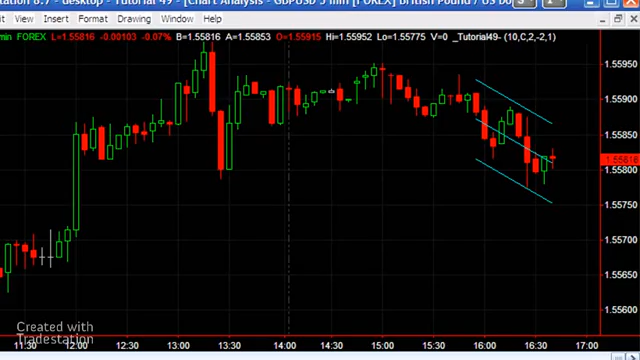 station 8.7 - desktop - Tutorial 49 - [Chart Analysis - GBPUSD 5 min [FOREX] British Pound / US Do
View Insert Format Drawing Window Help
min FOREX L=1.55816 -0.00103 -0.07% B=1.55816 A=1.55853 O=1.55915 Hi=1.55952 Lo=1.55775 V=0 _Tutorial49- (10,C,2,-2,1)
1.55950
1.55900
1.55850
1.55816
1.55800
1.55750
1.55700
1.55650
1.55600
Created with
Tradestation
11:30 12:00 12:30 13:00 13:30 14:00 14:30 15:00 15:30 16:00 16:30 17:00